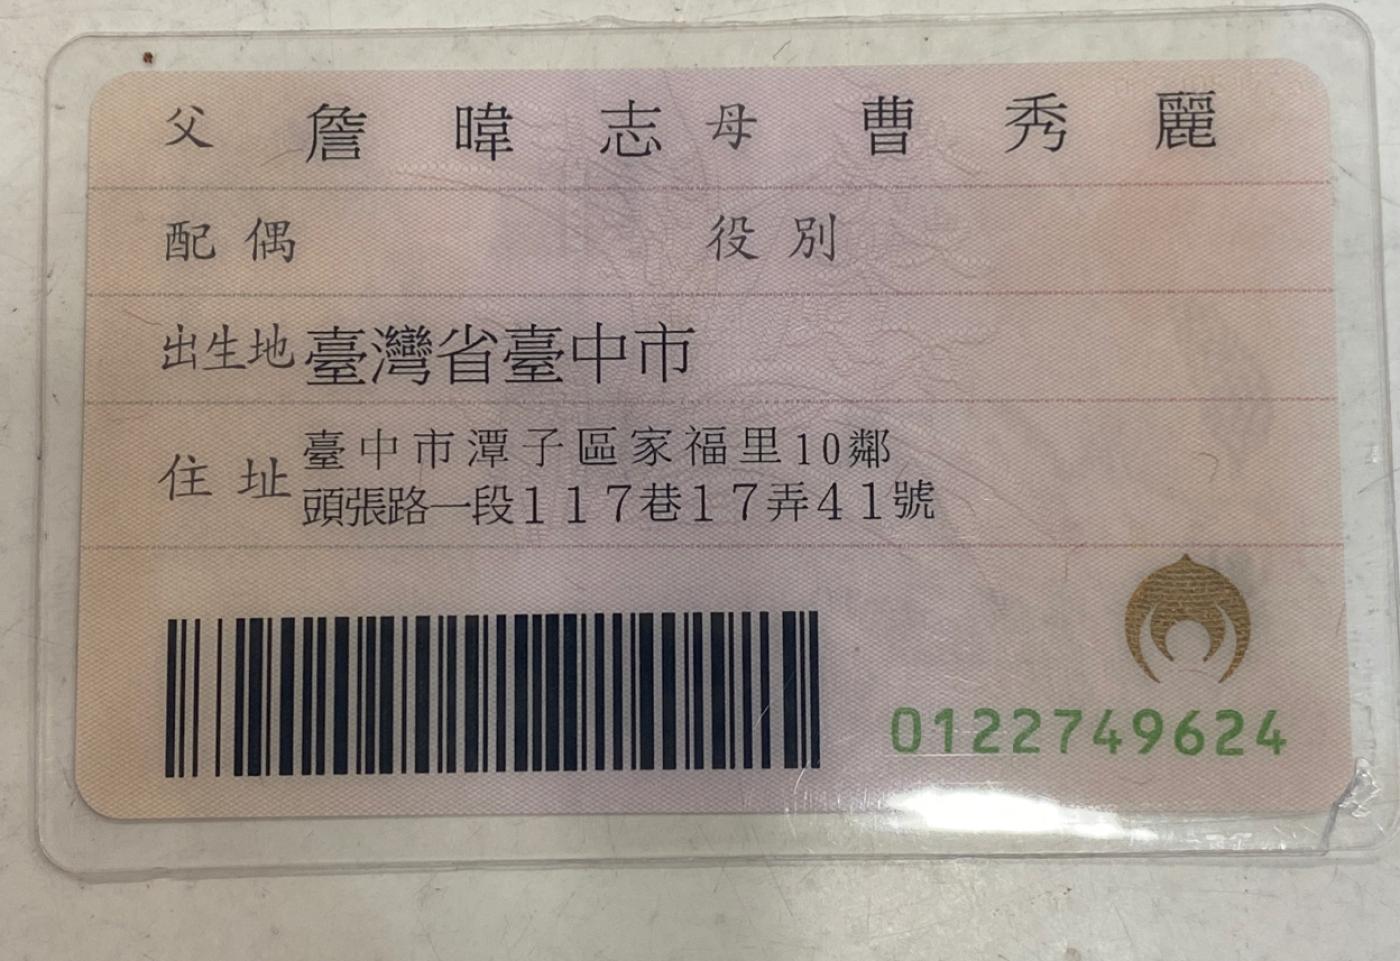 父 詹暐志 母 曹秀麗
配偶 役別
出生地 臺灣省臺中市
住址 臺中市潭子區家福里10鄰
頭張路一段117巷17弄41號
0122749624